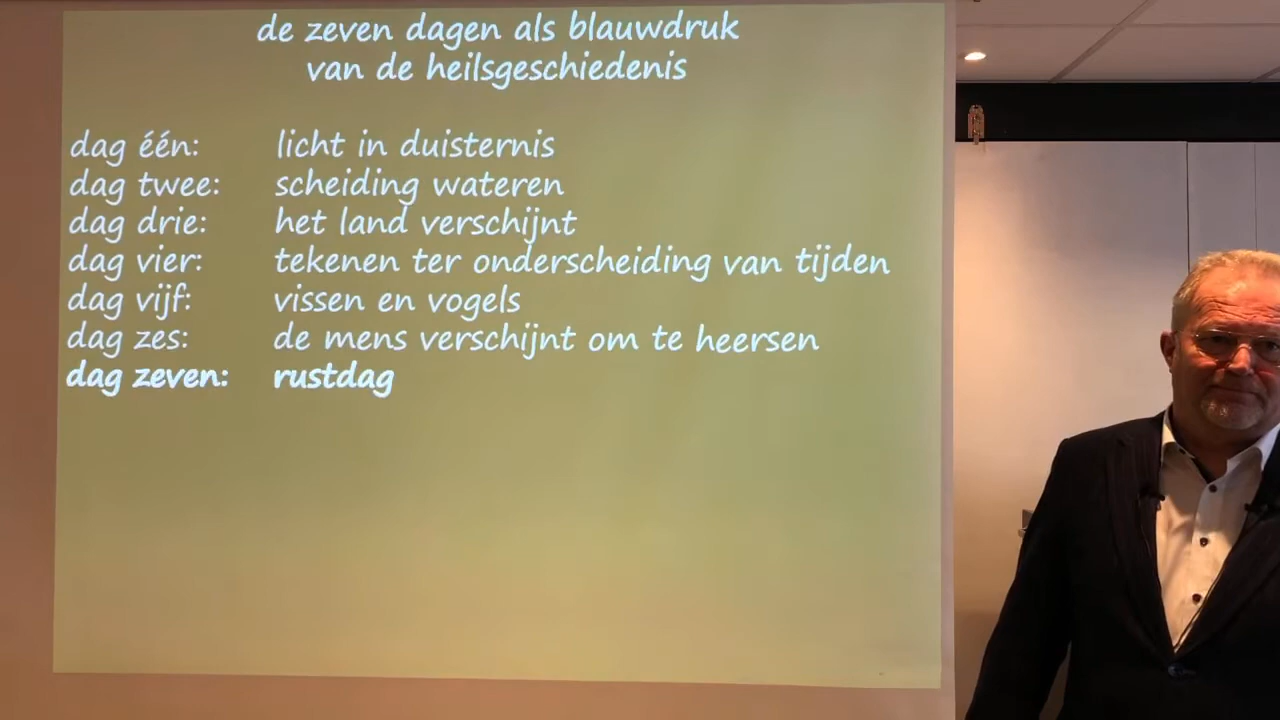 de zeven dagen als blauwdruk
van de heilsgeschiedenis
dag één: licht in duisternis
dag twee: scheiding wateren
dag drie: het land verschijnt
dag vier: tekenen ter onderscheiding van tijden
dag vijf: vissen en vogels
dag zes: de mens verschijnt om te heersen
dag zeven: rustdag